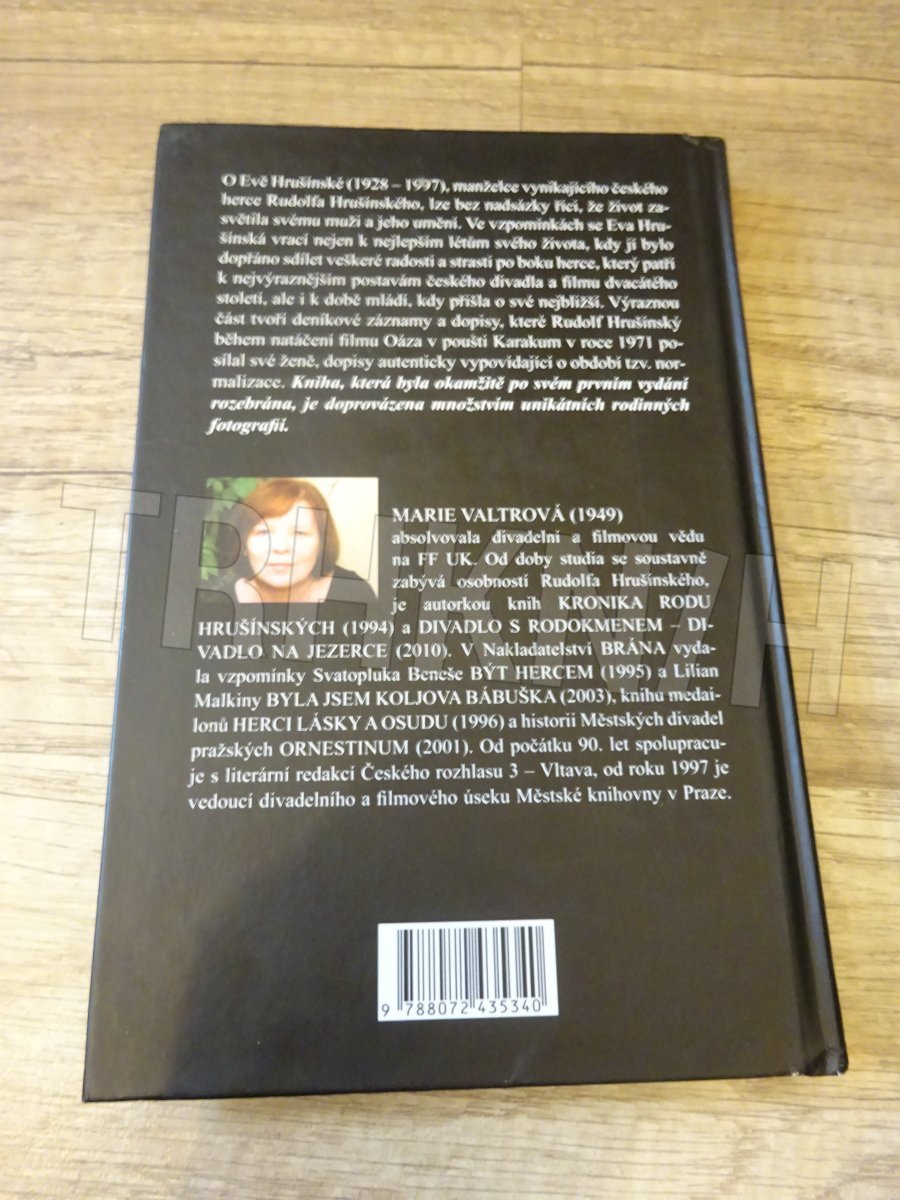 O Evě Hrušínské (1928 – 1997), manželce vynikajícího českého
herce Rudolfa Hrušínského, lze bez nadsázky říci, že život za-
světila svému muži a jeho umění. Ve vzpomínkách se Eva Hru-
šínská vrací nejen k nejlepším létům svého života, kdy jí bylo
dopřáno sdílet veškeré radosti a strasti po boku herce, který patří
k nejvýraznějším postavám českého divadla a filmu dvacátého
století, ale i k době mládí, kdy přišla o své nejbližší. Výraznou
část tvoří deníkové záznamy a dopisy, které Rudolf Hrušínský
během natáčení filmu Oáza v poušti Karakum v roce 1971 po-
sílal své ženě, dopisy autenticky vypovídající o období tzv. nor-
malizace. Kniha, která byla okamžitě po svém prvním vydání
rozebrána, je doprovázena množstvím unikátních rodinných
fotografií.
MARIE VALTROVÁ (1949)
absolvovala divadelní a filmovou vědu
na FF UK. Od doby studia se soustavně
zabývá osobností Rudolfa Hrušínského,
je autorkou knih KRONIKA RODU
HRUŠÍNSKÝCH (1994) a DIVADLO S RODOKMENEM – DI-
VADLO NA JEZERCE (2010). V Nakladatelství BRÁNA vyda-
la vzpomínky Svatopluka Beneše BÝT HERCEM (1995) a Lilian
Malkiny BYLA JSEM KOLJOVA BÁBUŠKA (2003), knihu medai-
lonů HERCI LÁSKY A OSUDU (1996) a historii Městských divadel
pražských ORNESTINUM (2001). Od počátku 90. let spolupracu-
je s literární redakcí Českého rozhlasu 3 – Vltava, od roku 1997 je
vedoucí divadelního a filmového úseku Městské knihovny v Praze.
9 788072 435340
TRHKNIH